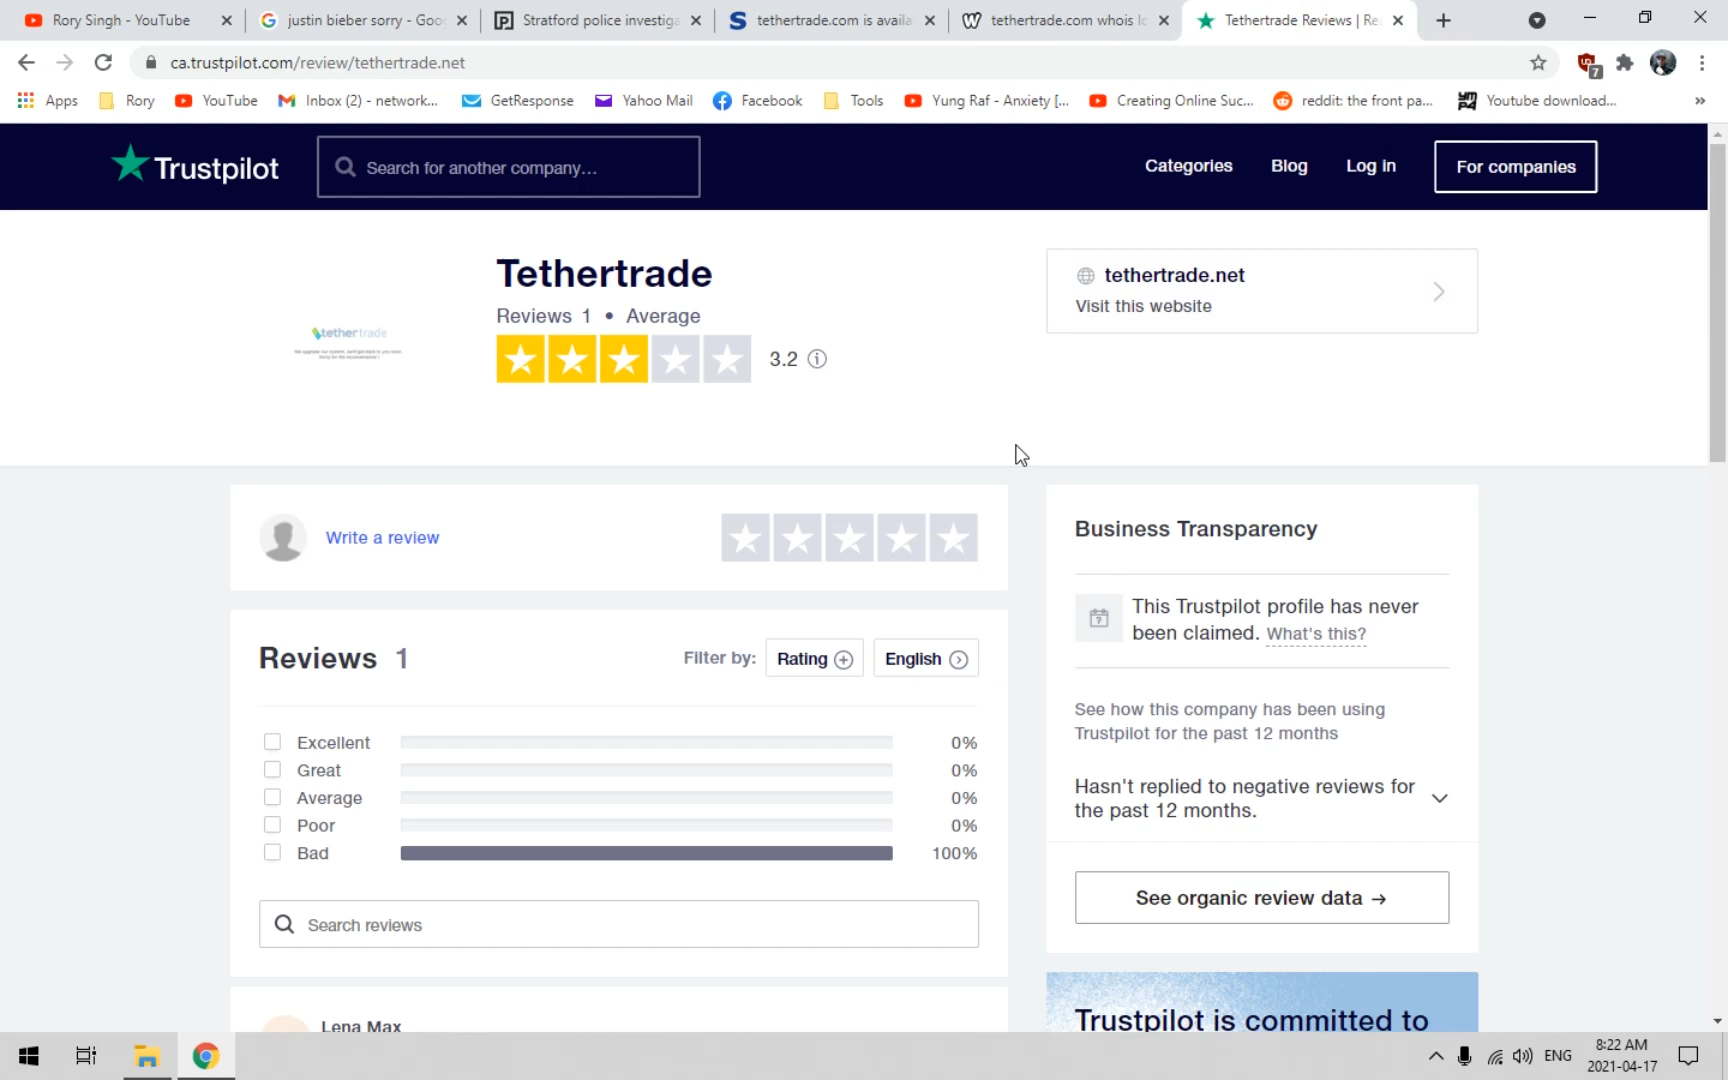 Rory Singh - YouTube
justin bieber sorry - Goo
Stratford police investiga
tethertrade.com is availa
tethertrade.com whois lo
Tethertrade Reviews | Re
ca.trustpilot.com/review/tethertrade.net
7
Apps
Rory
YouTube
Inbox (2) - network...
GetResponse
Yahoo Mail
Facebook
Tools
Yung Raf - Anxiety [...
Creating Online Suc...
reddit: the front pa...
Youtube download...
Trustpilot
Search for another company...
Categories
Blog
Log in
For companies
tethertrade
Tethertrade
Reviews 1 • Average
3.2
tethertrade.net
Visit this website
Write a review
Reviews 1
Filter by:
Rating
English
Excellent 0%
Great 0%
Average 0%
Poor 0%
Bad 100%
Search reviews
Lena Max
Business Transparency
This Trustpilot profile has never
been claimed. What's this?
See how this company has been using
Trustpilot for the past 12 months
Hasn't replied to negative reviews for
the past 12 months.
See organic review data →
Trustpilot is committed to
ENG
8:22 AM
2021-04-17